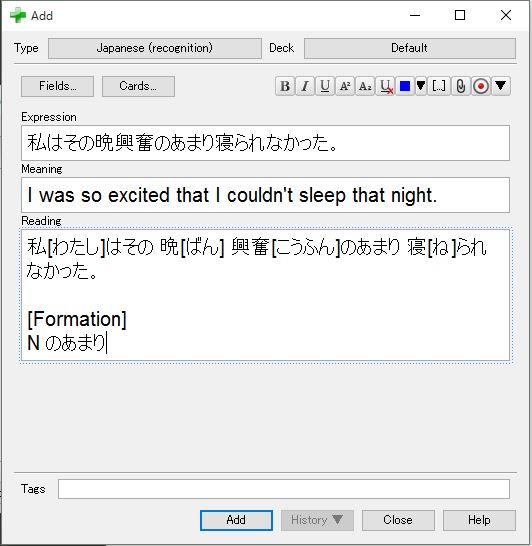 Add
Type Japanese (recognition) Deck Default
Fields... Cards... B I U A² A₂ U [...]
Expression
私はその晩興奮のあまり寝られなかった。
Meaning
I was so excited that I couldn't sleep that night.
Reading
私[わたし]はその 晩[ばん] 興奮[こうふん]のあまり 寝[ね]られ
なかった。
[Formation]
N のあまり
Tags
Add History ▼ Close Help